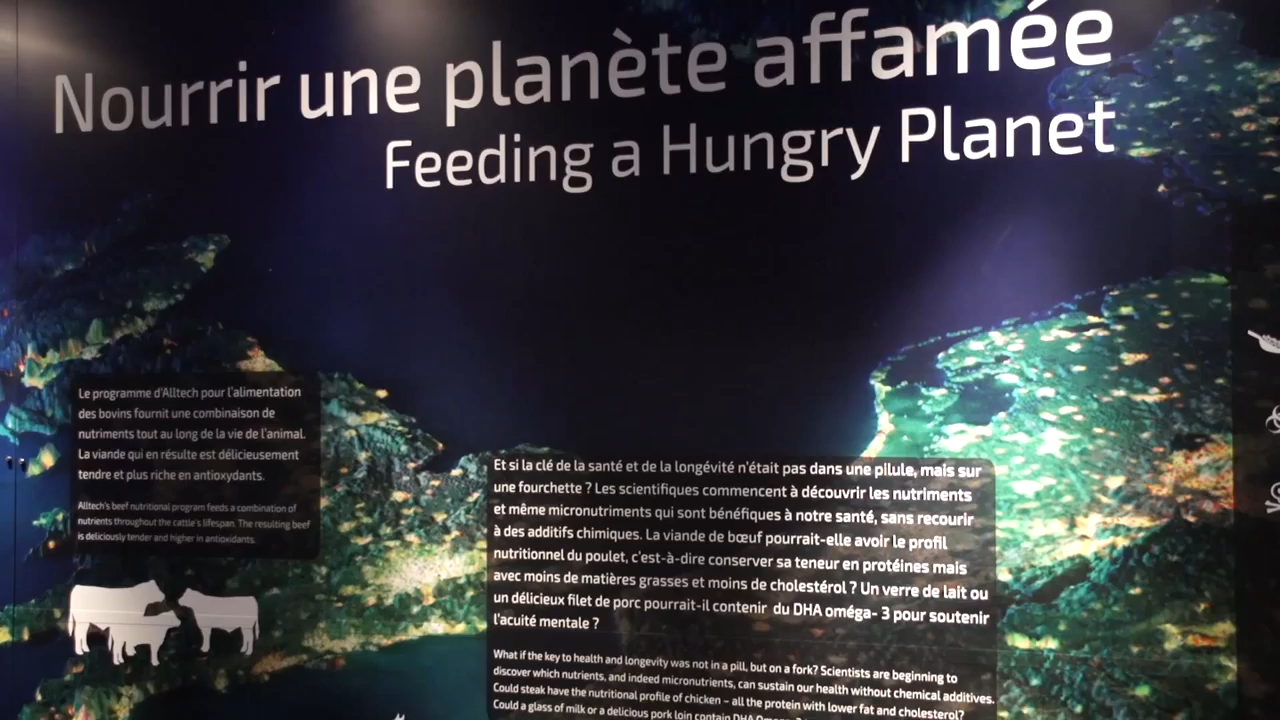 Nourrir une planète affamée
Feeding a Hungry Planet
Le programme d'Alltech pour l'alimentation
des bovins fournit une combinaison de
nutriments tout au long de la vie de l'animal.
La viande qui en résulte est délicieusement
tendre et plus riche en antioxydants.
Alltech's beef nutritional program feeds a combination of
nutrients throughout the cattle's lifespan. The resulting beef
is deliciously tender and higher in antioxidants.
Et si la clé de la santé et de la longévité n'était pas dans une pilule, mais sur
une fourchette ? Les scientifiques commencent à découvrir les nutriments
et même micronutriments qui sont bénéfiques à notre santé, sans recourir
à des additifs chimiques. La viande de bœuf pourrait-elle avoir le profil
nutritionnel du poulet, c'est-à-dire conserver sa teneur en protéines mais
avec moins de matières grasses et moins de cholestérol ? Un verre de lait ou
un délicieux filet de porc pourrait-il contenir du DHA oméga- 3 pour soutenir
l'acuité mentale ?
What if the key to health and longevity was not in a pill, but on a fork? Scientists are beginning to
discover which nutrients, and indeed micronutrients, can sustain our health without chemical additives.
Could steak have the nutritional profile of chicken – all the protein with lower fat and cholesterol?
Could a glass of milk or a delicious pork loin contain DHA